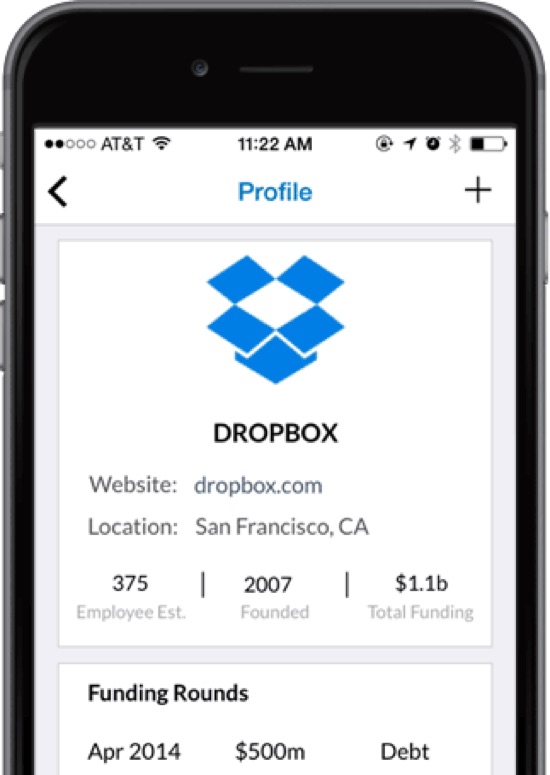 AT&T 11:22 AM
Profile
DROPBOX
Website: dropbox.com
Location: San Francisco, CA
375 | 2007 | $1.1b
Employee Est. Founded Total Funding
Funding Rounds
Apr 2014 $500m Debt